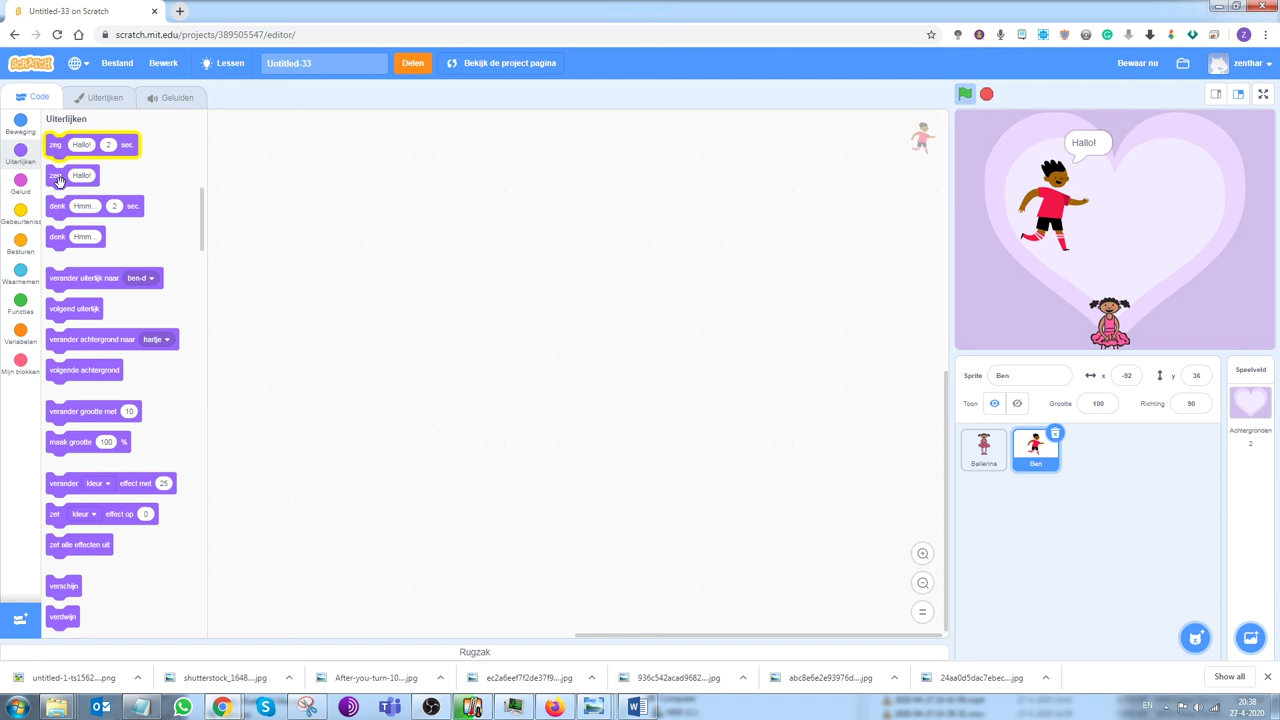 Untitled-33 on Scratch
scratch.mit.edu/projects/389505547/editor/
SCRATCH Bestand Bewerk Lessen Untitled-33 Delen Bekijk de project pagina Bewaar nu zenthar
Code Uiterlijken Geluiden
Beweging
Uiterlijken
Geluid
Gebeurteniss
Besturen
Waarnemen
Functies
Variabelen
Mijn blokken
Uiterlijken
zeg Hallo! 2 sec.
zeg Hallo!
denk Hmm... 2 sec.
denk Hmm...
verander uiterlijk naar ben-d
volgend uiterlijk
verander achtergrond naar hartje
volgende achtergrond
verander grootte met 10
maak grootte 100 %
verander kleur effect met 25
zet kleur effect op 0
zet alle effecten uit
verschijn
verdwijn
Hallo!
Sprite Ben x -92 y 36
Toon Grootte 100 Richting 90
Ballerina
Ben
Speelveld
Achtergronden
2
Rugzak
untitled-1-ts1562....png shutterstock_1648....jpg After-you-turn-10....jpg ec2a6eef7f2de37f9....jpg 936c542acad9682....jpg abc8e6e2e93976d....jpg 24aa0d5dac7ebec....jpg Show all
EN 20:38
27-4-2020